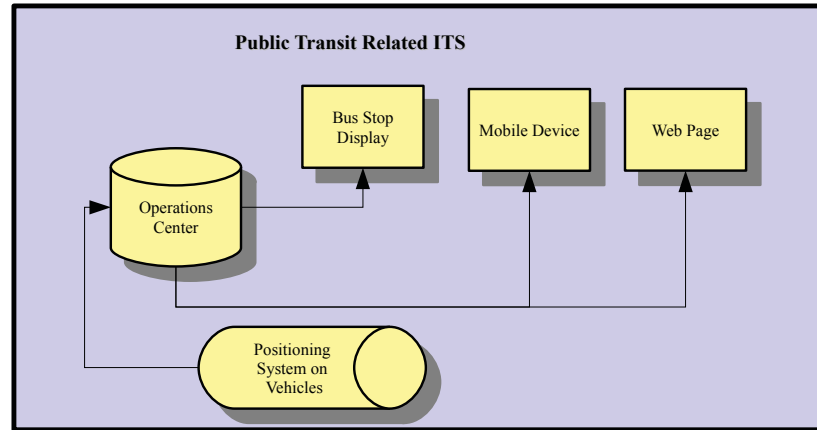 Public Transit Related ITS
Bus Stop
Display
Mobile Device
Web Page
Operations
Center
Positioning
System on
Vehicles